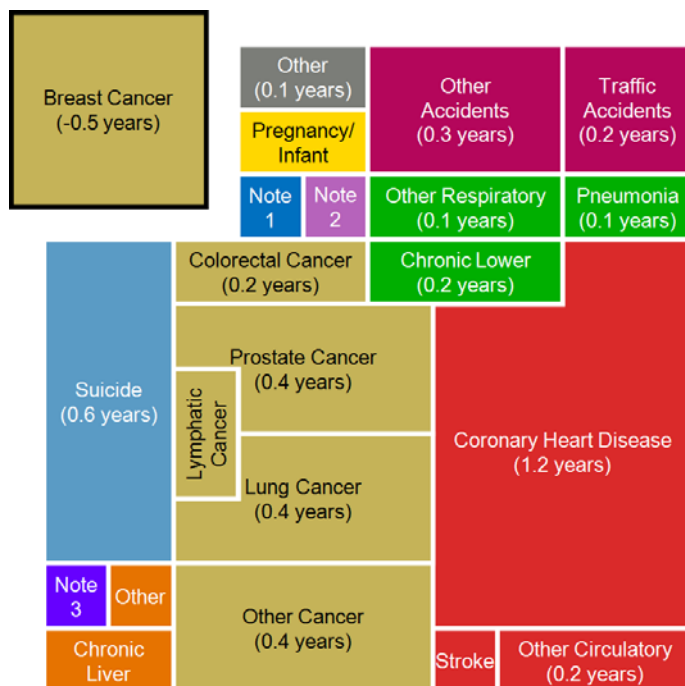 Breast Cancer
(-0.5 years)
Other
(0.1 years)
Other
Accidents
(0.3 years)
Traffic
Accidents
(0.2 years)
Pregnancy/
Infant
Note
1
Note
2
Other Respiratory
(0.1 years)
Pneumonia
(0.1 years)
Colorectal Cancer
(0.2 years)
Chronic Lower
(0.2 years)
Suicide
(0.6 years)
Prostate Cancer
(0.4 years)
Lymphatic
Cancer
Lung Cancer
(0.4 years)
Coronary Heart Disease
(1.2 years)
Note
3
Other
Chronic
Liver
Other Cancer
(0.4 years)
Stroke
Other Circulatory
(0.2 years)